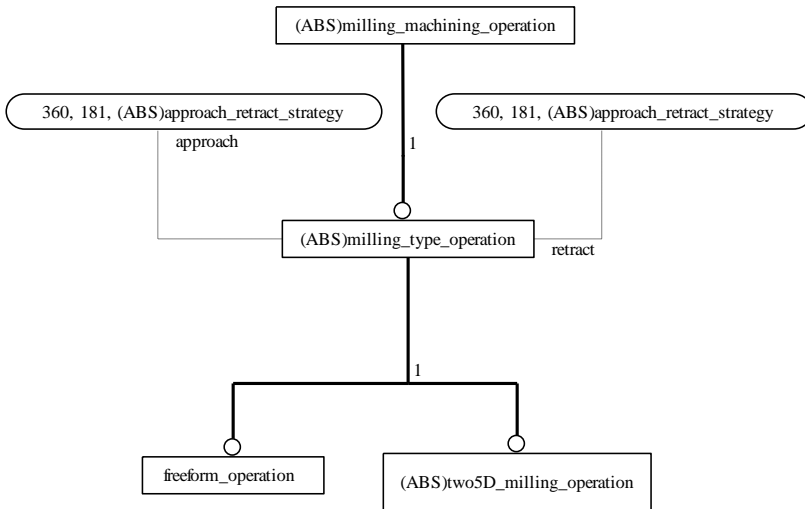 (ABS)milling_machining_operation
360, 181, (ABS)approach_retract_strategy
360, 181, (ABS)approach_retract_strategy
approach
1
(ABS)milling_type_operation
retract
1
freeform_operation
(ABS)two5D_milling_operation